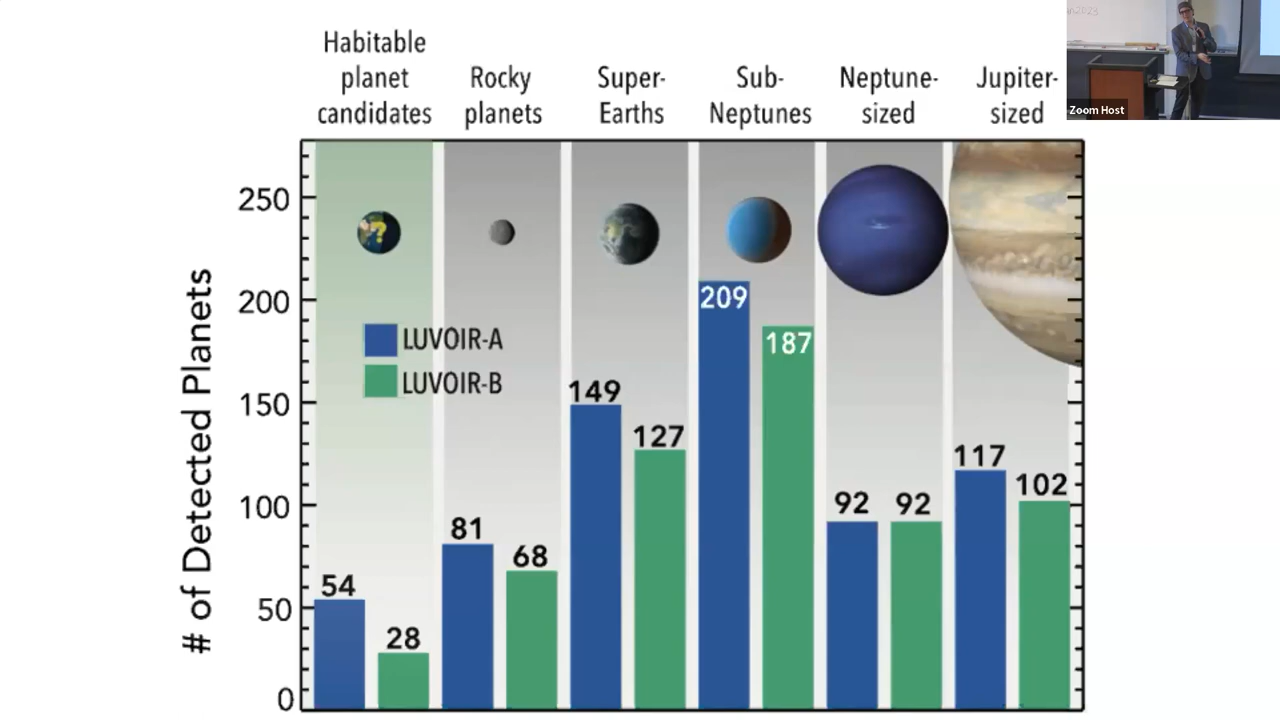 Habitable
planet
candidates
Rocky
planets
Super-
Earths
Sub-
Neptunes
Neptune-
sized
Jupiter-
sized
Zoom Host
# of Detected Planets
250
200
150
100
50
0
?
LUVOIR-A
LUVOIR-B
54
28
81
68
149
127
209
187
92
92
117
102